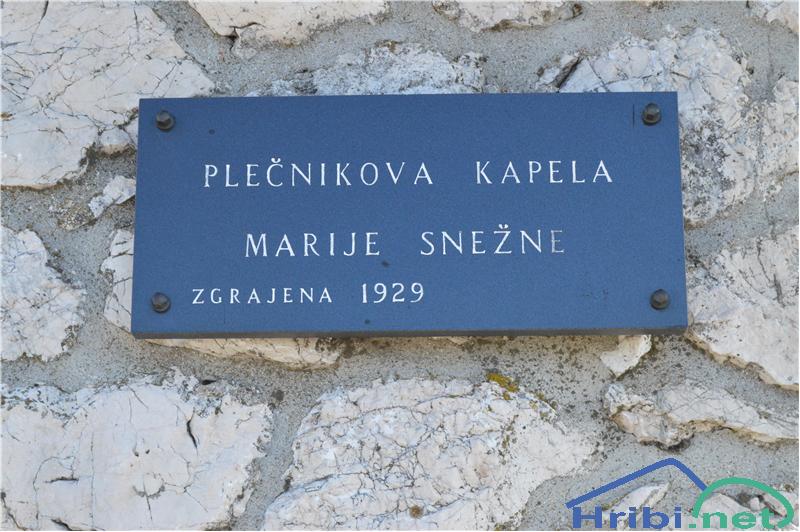 PLEČNIKOVA KAPELA
MARIJE SNEŽNE
ZGRAJENA 1929
Hribi.net